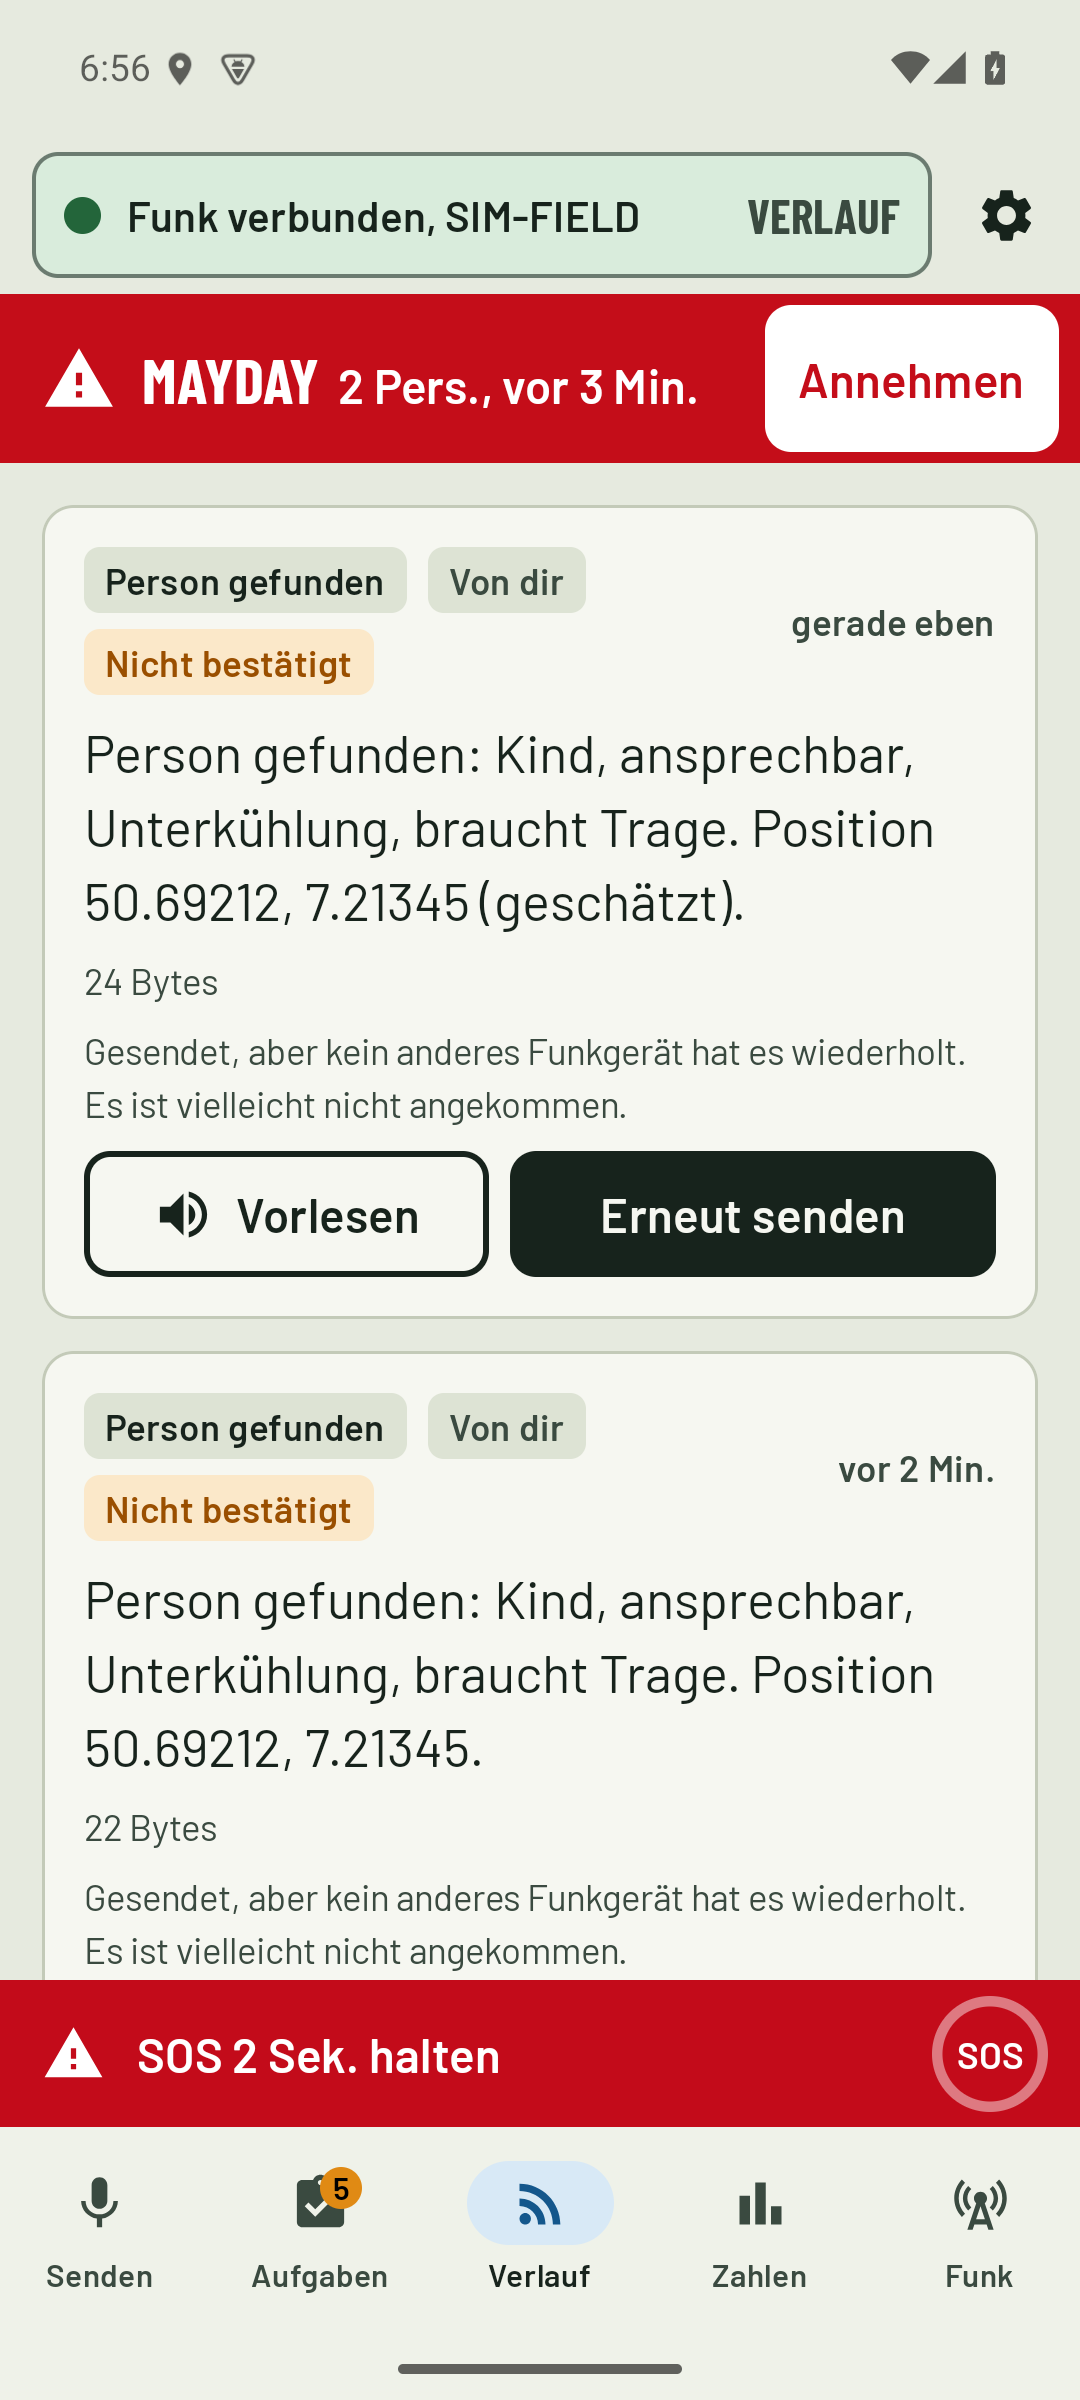 6:56
Funk verbunden, SIM-FIELD VERLAUF
MAYDAY 2 Pers., vor 3 Min. Annehmen
Person gefunden Von dir
gerade eben
Nicht bestätigt
Person gefunden: Kind, ansprechbar,
Unterkühlung, braucht Trage. Position
50.69212, 7.21345 (geschätzt).
24 Bytes
Gesendet, aber kein anderes Funkgerät hat es wiederholt.
Es ist vielleicht nicht angekommen.
Vorlesen Erneut senden
Person gefunden Von dir
vor 2 Min.
Nicht bestätigt
Person gefunden: Kind, ansprechbar,
Unterkühlung, braucht Trage. Position
50.69212, 7.21345.
22 Bytes
Gesendet, aber kein anderes Funkgerät hat es wiederholt.
Es ist vielleicht nicht angekommen.
SOS 2 Sek. halten SOS
5
Senden Aufgaben Verlauf Zahlen Funk